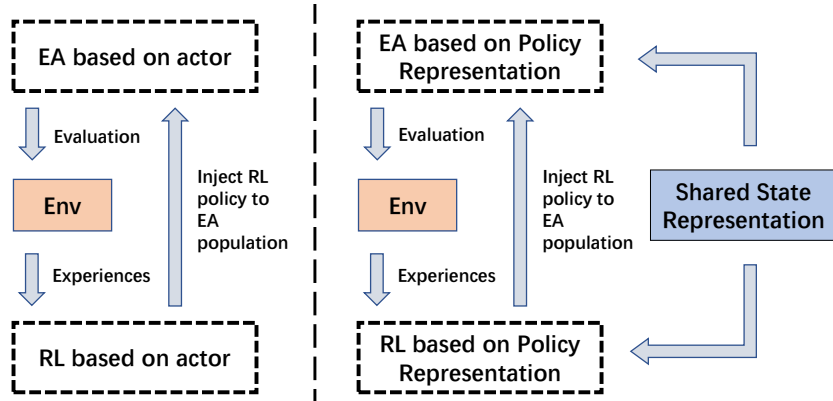 EA based on actor
Evaluation
Env
Inject RL
policy to
EA
population
Experiences
RL based on actor
EA based on Policy
Representation
Evaluation
Env
Inject RL
policy to
EA
population
Experiences
RL based on Policy
Representation
Shared State
Representation